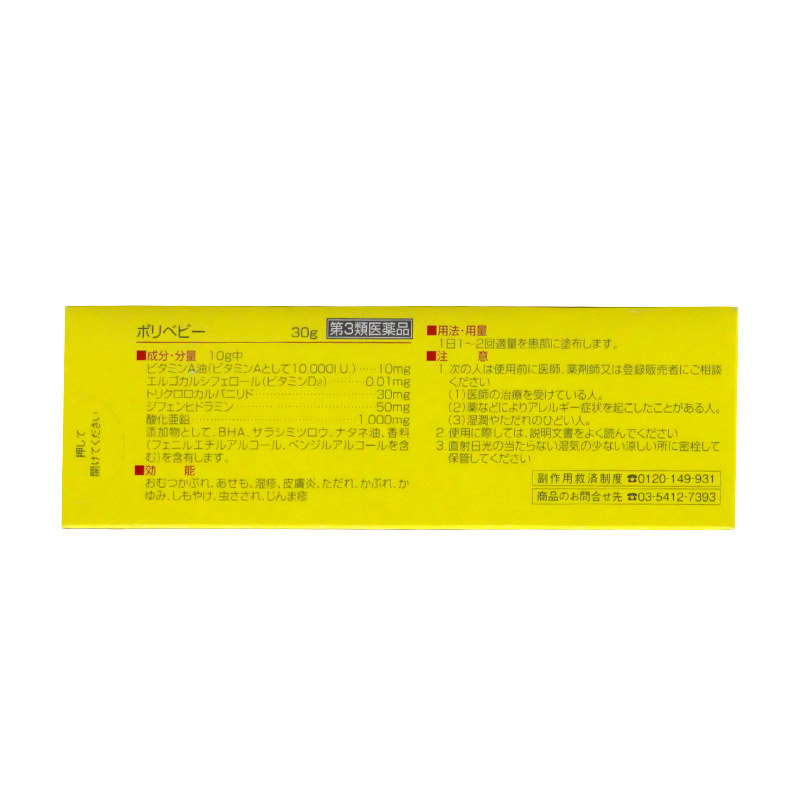 ポリベビー 30g 第3類医薬品
■成分・分量 10g中
ビタミンA油(ビタミンAとして10,000I.U.)‥‥10mg
エルゴカルシフェロール(ビタミンD2)‥‥‥‥0.01mg
トリクロロカルバニリド‥‥‥‥‥‥‥‥30mg
ジフェンヒドラミン‥‥‥‥‥‥‥‥‥‥50mg
酸化亜鉛‥‥‥‥‥‥‥‥‥‥‥‥1,000mg
添加物として、BHA、サラシミツロウ、ナタネ油、香料
(フェニルエチルアルコール、ベンジルアルコールを含
む)を含有します。
■効 能
おむつかぶれ、あせも、湿疹、皮膚炎、ただれ、かぶれ、か
ゆみ、しもやけ、虫さされ、じんま疹
■用法・用量
1日1〜2回適量を患部に塗布します。
■注 意
1.次の人は使用前に医師、薬剤師又は登録販売者にご相談
ください
(1)医師の治療を受けている人。
(2)薬などによりアレルギー症状を起こしたことがある人。
(3)湿潤やただれのひどい人。
2.使用に際しては、説明文書をよく読んでください
3.直射日光の当たらない湿気の少ない涼しい所に密栓して
保管してください
副作用救済制度 ☎0120-149-931
商品のお問合せ先 ☎03-5412-7393
押して
開けてください